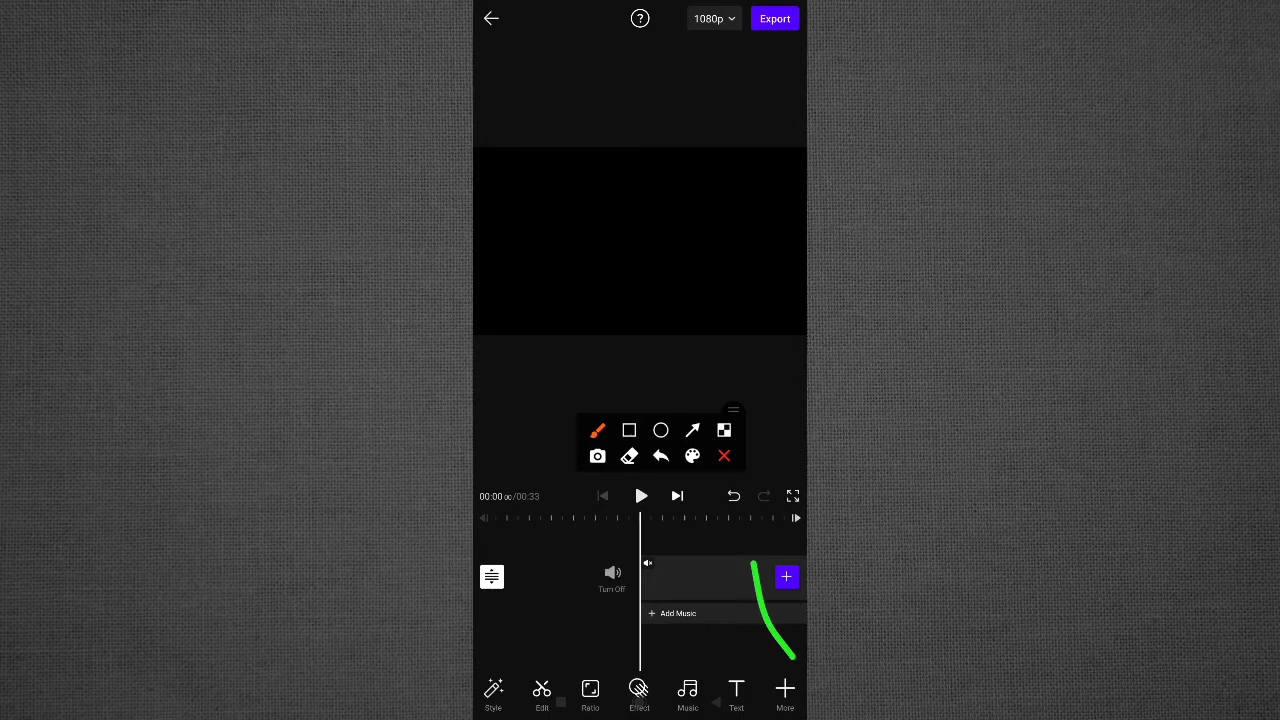 ? 1080p Export
00:00 00/00:33
Turn Off
+ Add Music
Style Edit Ratio Effect Music Text More